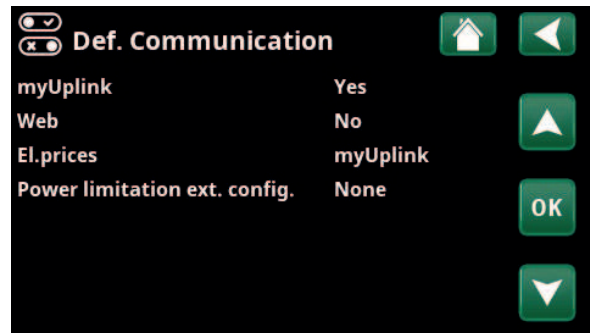 Def. Communication
myUplink Yes
Web No
El.prices myUplink
Power limitation ext. config. None
OK